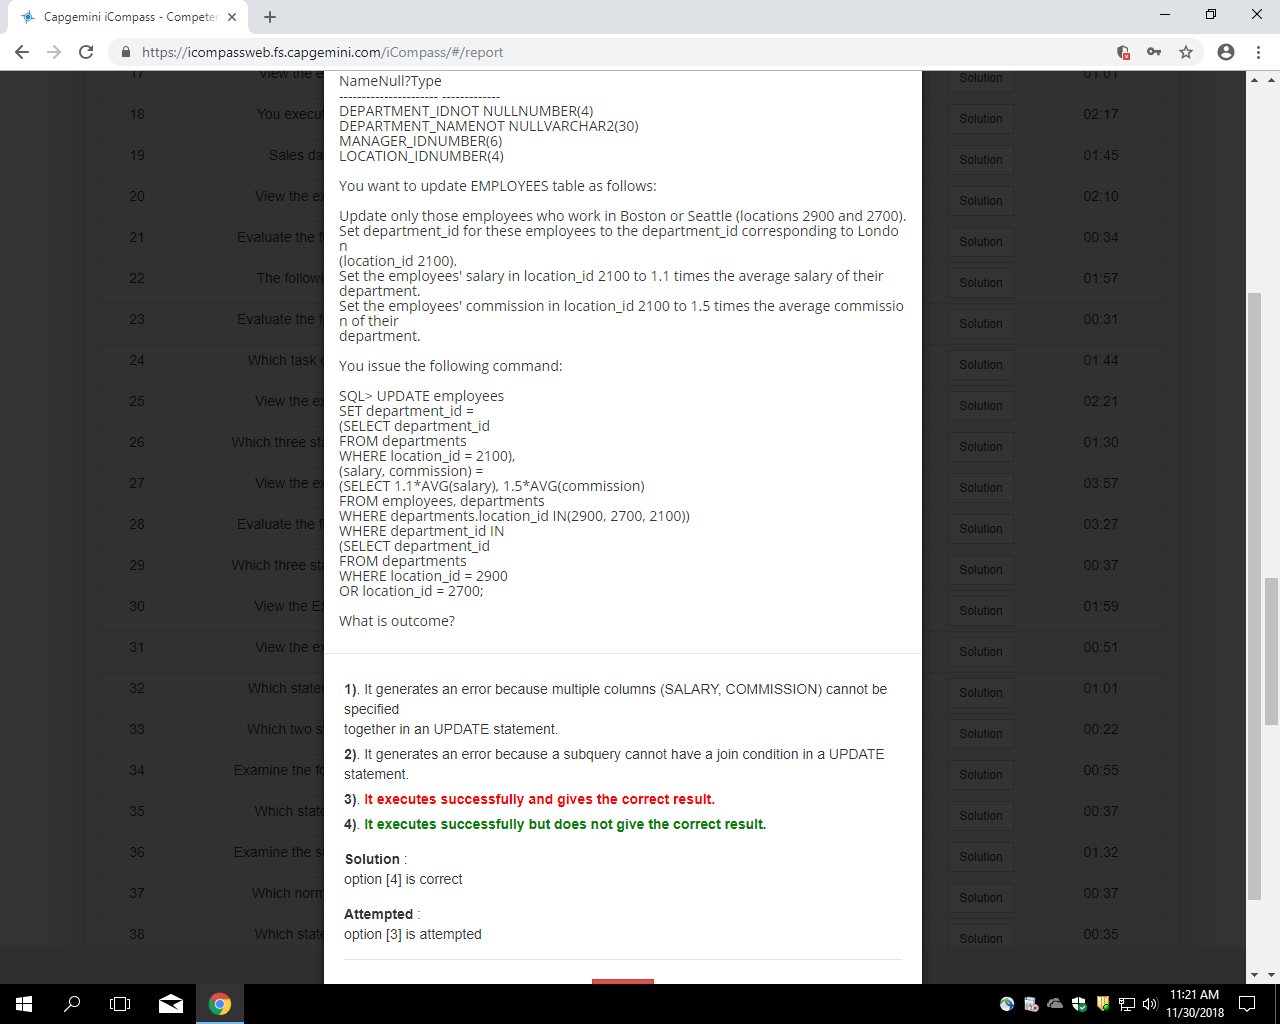 Capgemini iCompass - Competen
https://icompassweb.fs.capgemini.com/iCompass/#/report
17 View the e Solution 01:01
NameNull?Type
---------------------- -------------
DEPARTMENT_IDNOT NULLNUMBER(4)
18 You execu Solution 02:17
DEPARTMENT_NAMENOT NULLVARCHAR2(30)
MANAGER_IDNUMBER(6)
LOCATION_IDNUMBER(4)
19 Sales da Solution 01:45
You want to update EMPLOYEES table as follows:
20 View the ex Solution 02:10
Update only those employees who work in Boston or Seattle (locations 2900 and 2700).
Set department_id for these employees to the department_id corresponding to Londo
n
21 Evaluate the f Solution 00:34
(location_id 2100).
Set the employees' salary in location_id 2100 to 1.1 times the average salary of their
department.
22 The followi Solution 01:57
Set the employees' commission in location_id 2100 to 1.5 times the average commissio
n of their
department.
23 Evaluate the f Solution 00:31
You issue the following command:
24 Which task Solution 01:44
SQL> UPDATE employees
SET department_id =
(SELECT department_id
25 View the ex Solution 02:21
FROM departments
WHERE location_id = 2100),
26 Which three sta Solution 01:30
(salary, commission) =
(SELECT 1.1*AVG(salary), 1.5*AVG(commission)
27 View the ex Solution 03:57
FROM employees, departments
WHERE departments.location_id IN(2900, 2700, 2100))
WHERE department_id IN
28 Evaluate the f Solution 03:27
(SELECT department_id
FROM departments
WHERE location_id = 2900
29 Which three sta Solution 00:37
OR location_id = 2700;
30 View the E Solution 01:59
What is outcome?
31 View the ex Solution 00:51
32 Which state Solution 01:01
1). It generates an error because multiple columns (SALARY, COMMISSION) cannot be
specified
together in an UPDATE statement.
33 Which two s Solution 00:22
2). It generates an error because a subquery cannot have a join condition in a UPDATE
statement.
34 Examine the fo Solution 00:55
3). It executes successfully and gives the correct result.
35 Which state Solution 00:37
4). It executes successfully but does not give the correct result.
36 Examine the s Solution 01:32
Solution :
option [4] is correct
37 Which norm Solution 00:37
Attempted :
option [3] is attempted
38 Which state Solution 00:35
11:21 AM
11/30/2018